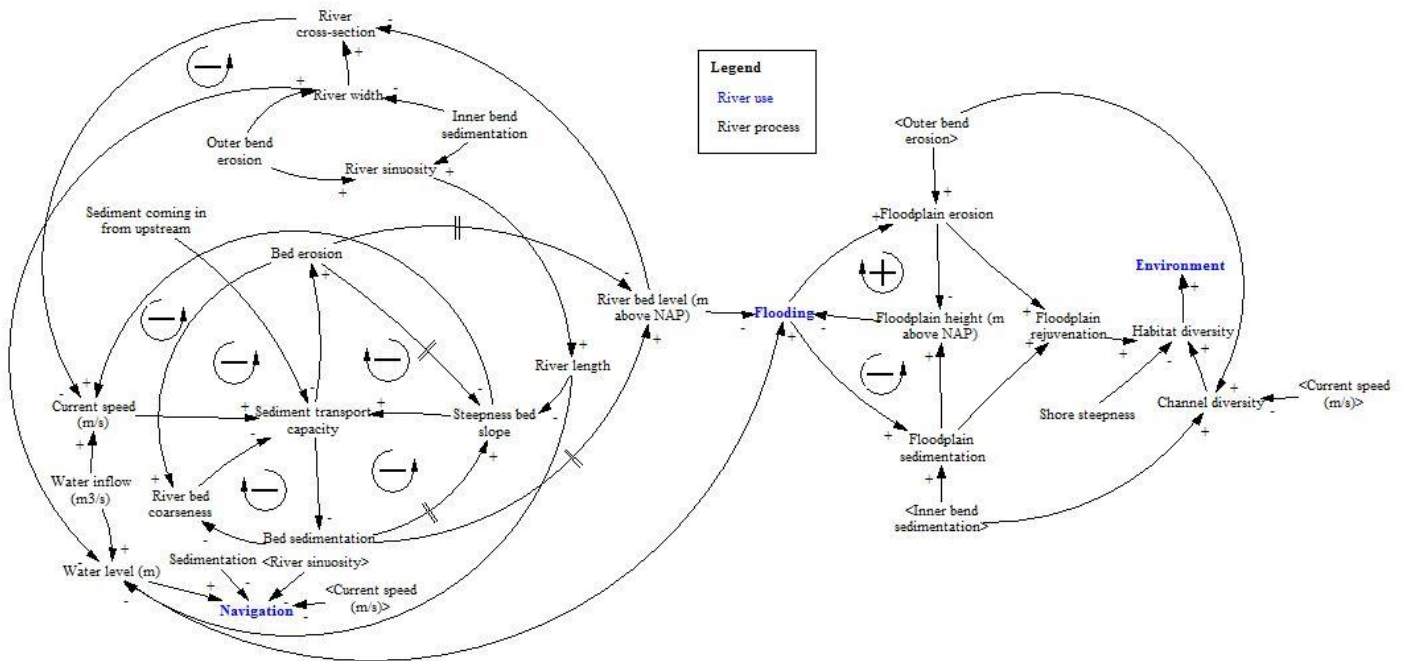 River
cross-section
River width
Inner bend
sedimentation
Outer bend
erosion
River sinuosity
Sediment coming in
from upstream
Bed erosion
River bed level (m
above NAP)
River length
Current speed
(m/s)
Sediment transport
capacity
Steepness bed
slope
Water inflow
(m3/s)
River bed
coarseness
Bed sedimentation
Water level (m)
Sedimentation
<River sinuosity>
<Current speed
(m/s)>
Navigation
Legend
River use
River process
<Outer bend
erosion>
Floodplain erosion
Environment
Flooding
Floodplain height (m
above NAP)
Floodplain
rejuvenation
Habitat diversity
Shore steepness
Channel diversity
<Current speed
(m/s)>
Floodplain
sedimentation
<Inner bend
sedimentation>